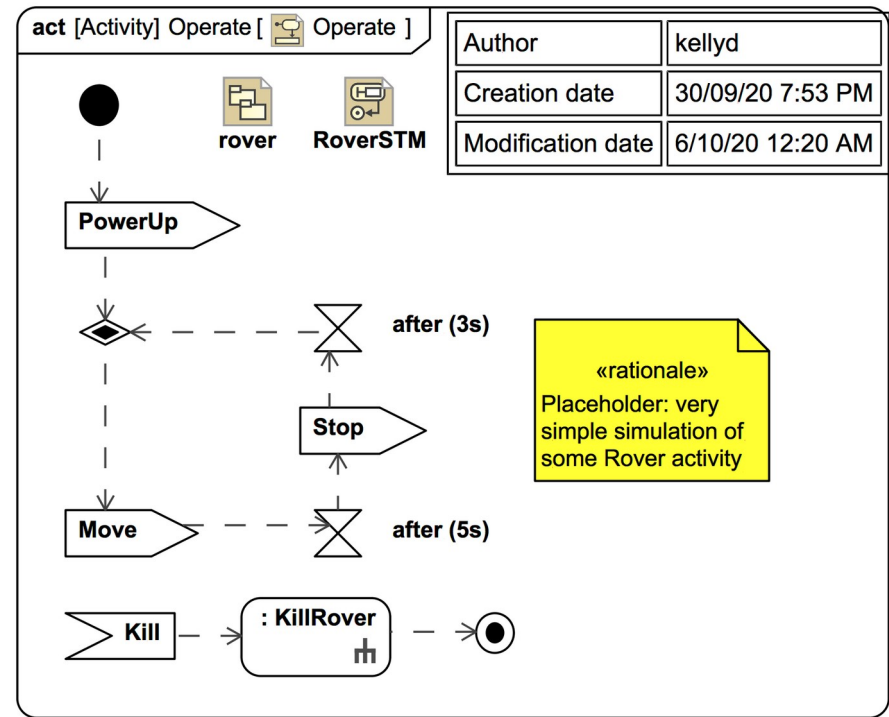 act [Activity] Operate [ Operate ]
Author kellyd
Creation date 30/09/20 7:53 PM
Modification date 6/10/20 12:20 AM
rover RoverSTM
PowerUp
after (3s)
«rationale»
Placeholder: very
simple simulation of
some Rover activity
Stop
Move
after (5s)
Kill
: KillRover